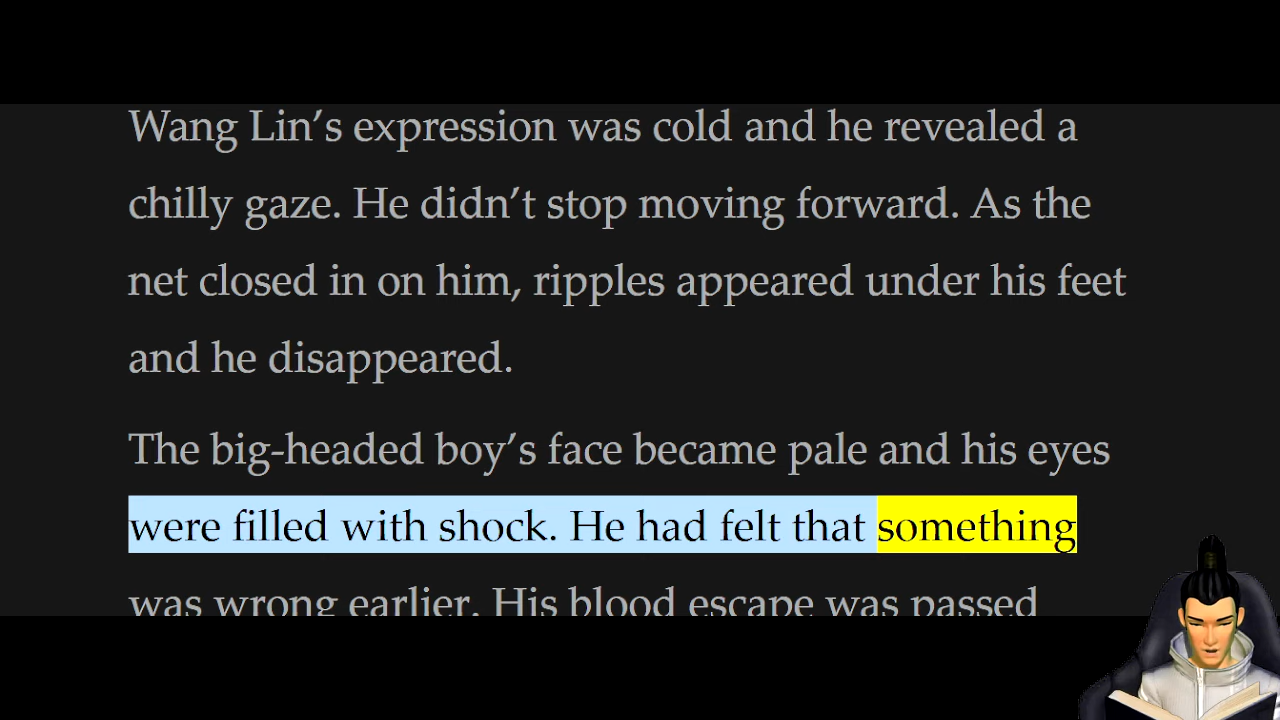 Wang Lin’s expression was cold and he revealed a
chilly gaze. He didn’t stop moving forward. As the
net closed in on him, ripples appeared under his feet
and he disappeared.
The big-headed boy’s face became pale and his eyes
were filled with shock. He had felt that something
was wrong earlier. His blood escape was passed